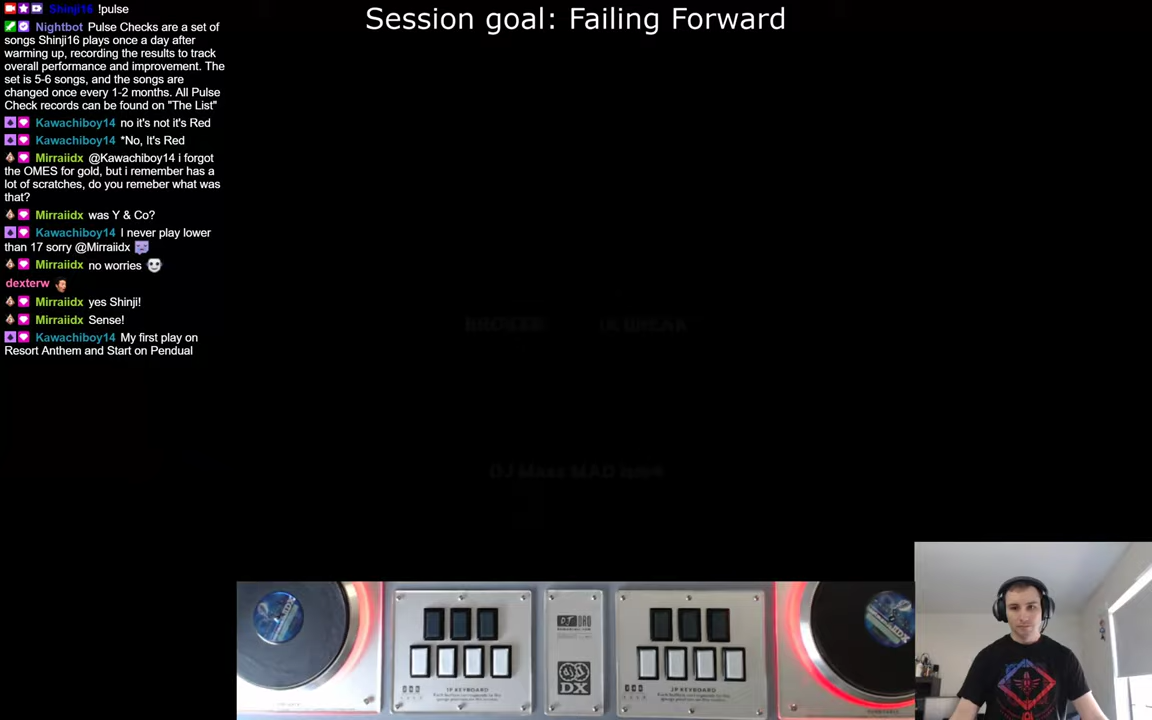 Session goal: Failing Forward
Shinji16 !pulse
Nightbot Pulse Checks are a set of
songs Shinji16 plays once a day after
warming up, recording the results to track
overall performance and improvement. The
set is 5-6 songs, and the songs are
changed once every 1-2 months. All Pulse
Check records can be found on "The List"
Kawachiboy14 no it's not it's Red
Kawachiboy14 *No, It's Red
Mirraiidx @Kawachiboy14 i forgot
the OMES for gold, but i remember has a
lot of scratches, do you remeber what was
that?
Mirraiidx was Y & Co?
Kawachiboy14 I never play lower
than 17 sorry @Mirraiidx
Mirraiidx no worries
dexterw
Mirraiidx yes Shinji!
Mirraiidx Sense!
Kawachiboy14 My first play on
Resort Anthem and Start on Pendual
1P KEYBOARD
2P KEYBOARD
DX